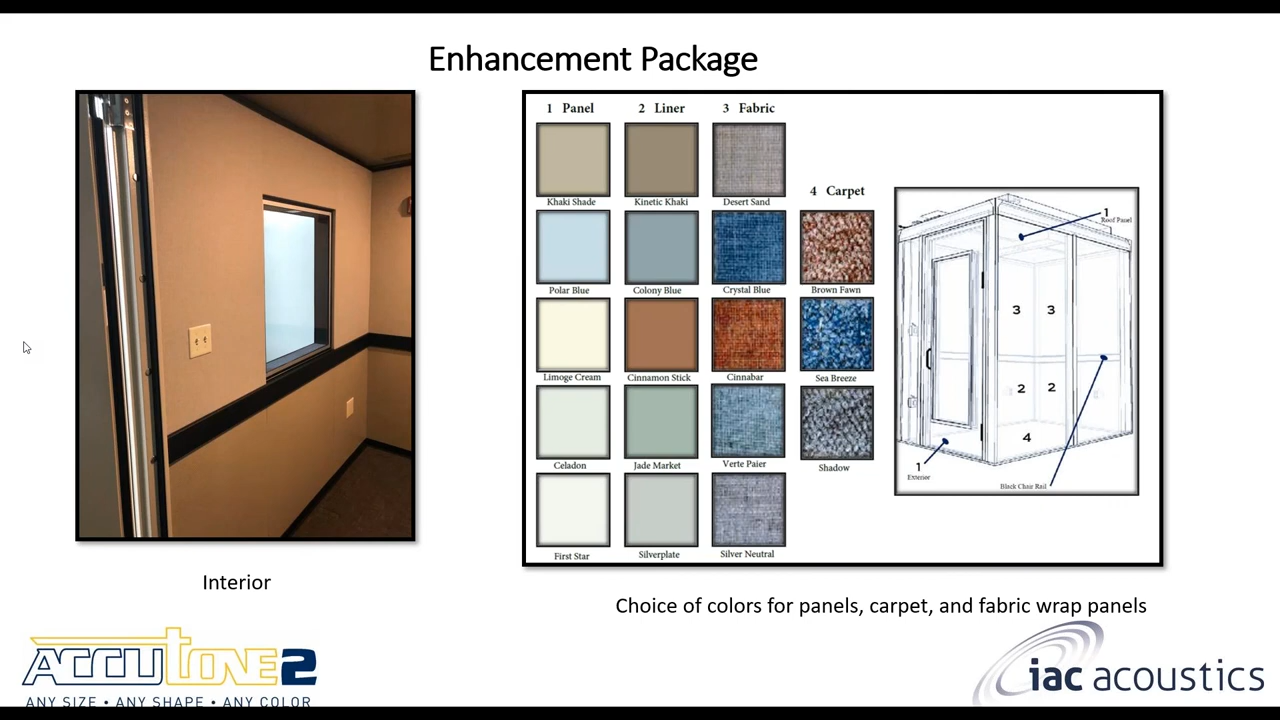 Enhancement Package
1 Panel
2 Liner
3 Fabric
Khaki Shade
Kinetic Khaki
Desert Sand
4 Carpet
Polar Blue
Colony Blue
Crystal Blue
Brown Fawn
Limoge Cream
Cinnamon Stick
Cinnabar
Sea Breeze
Celadon
Jade Market
Verte Paier
Shadow
First Star
Silverplate
Silver Neutral
1
Roof Panel
3 3
2 2
4
1
Exterior
Black Chair Rail
Interior
Choice of colors for panels, carpet, and fabric wrap panels
ACCUTONE2
ANY SIZE • ANY SHAPE • ANY COLOR
iac acoustics